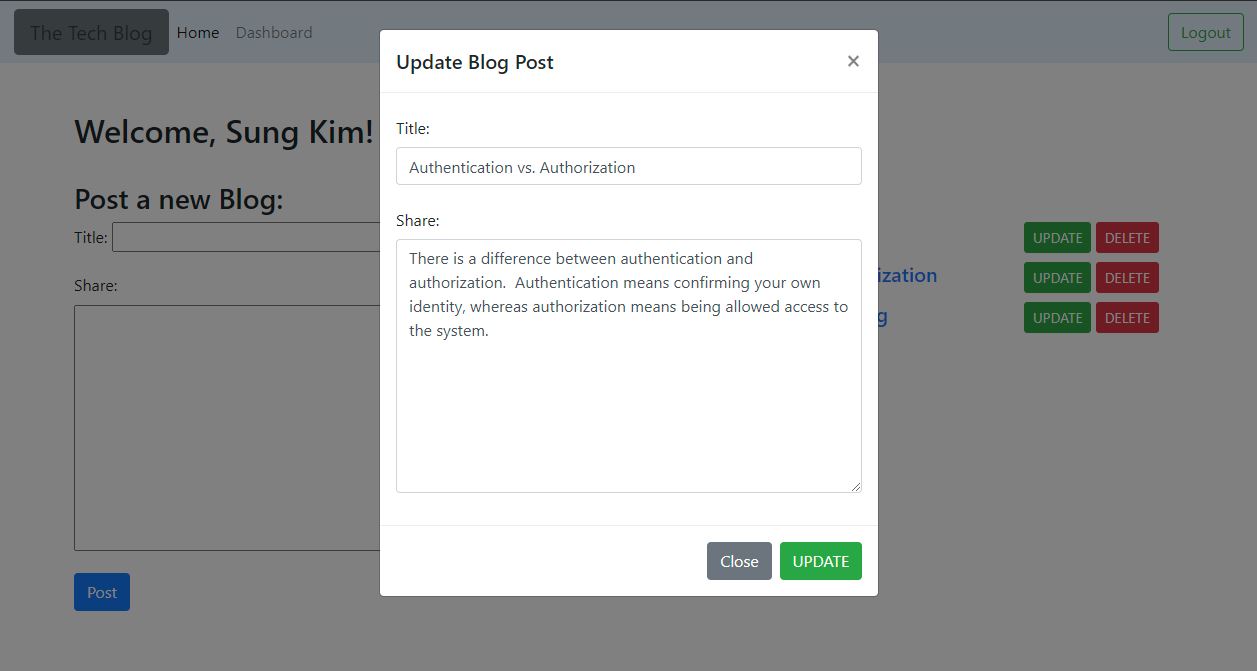 The Tech Blog Home Dashboard Logout
Update Blog Post ×
Welcome, Sung Kim!
Title:
Authentication vs. Authorization
Share:
There is a difference between authentication and
authorization.  Authentication means confirming your own
identity, whereas authorization means being allowed access to
the system.
Close UPDATE
Post a new Blog:
Title:
Share:
Post
UPDATE DELETE
ization UPDATE DELETE
g UPDATE DELETE